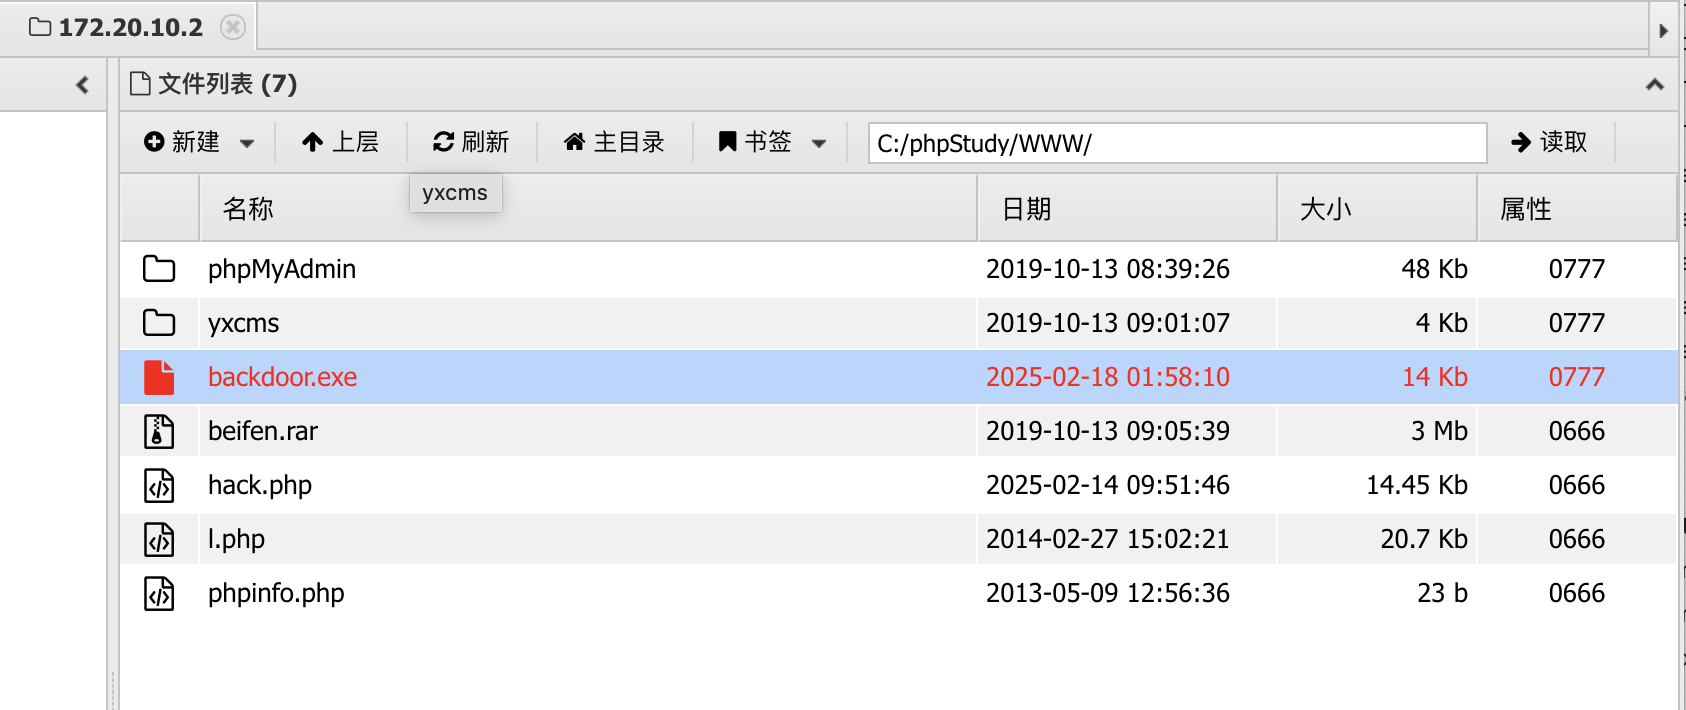 172.20.10.2
文件列表 (7)
新建 上层 刷新 主目录 书签 C:/phpStudy/WWW/ 读取
yxcms
名称 日期 大小 属性
phpMyAdmin 2019-10-13 08:39:26 48 Kb 0777
yxcms 2019-10-13 09:01:07 4 Kb 0777
backdoor.exe 2025-02-18 01:58:10 14 Kb 0777
beifen.rar 2019-10-13 09:05:39 3 Mb 0666
hack.php 2025-02-14 09:51:46 14.45 Kb 0666
l.php 2014-02-27 15:02:21 20.7 Kb 0666
phpinfo.php 2013-05-09 12:56:36 23 b 0666